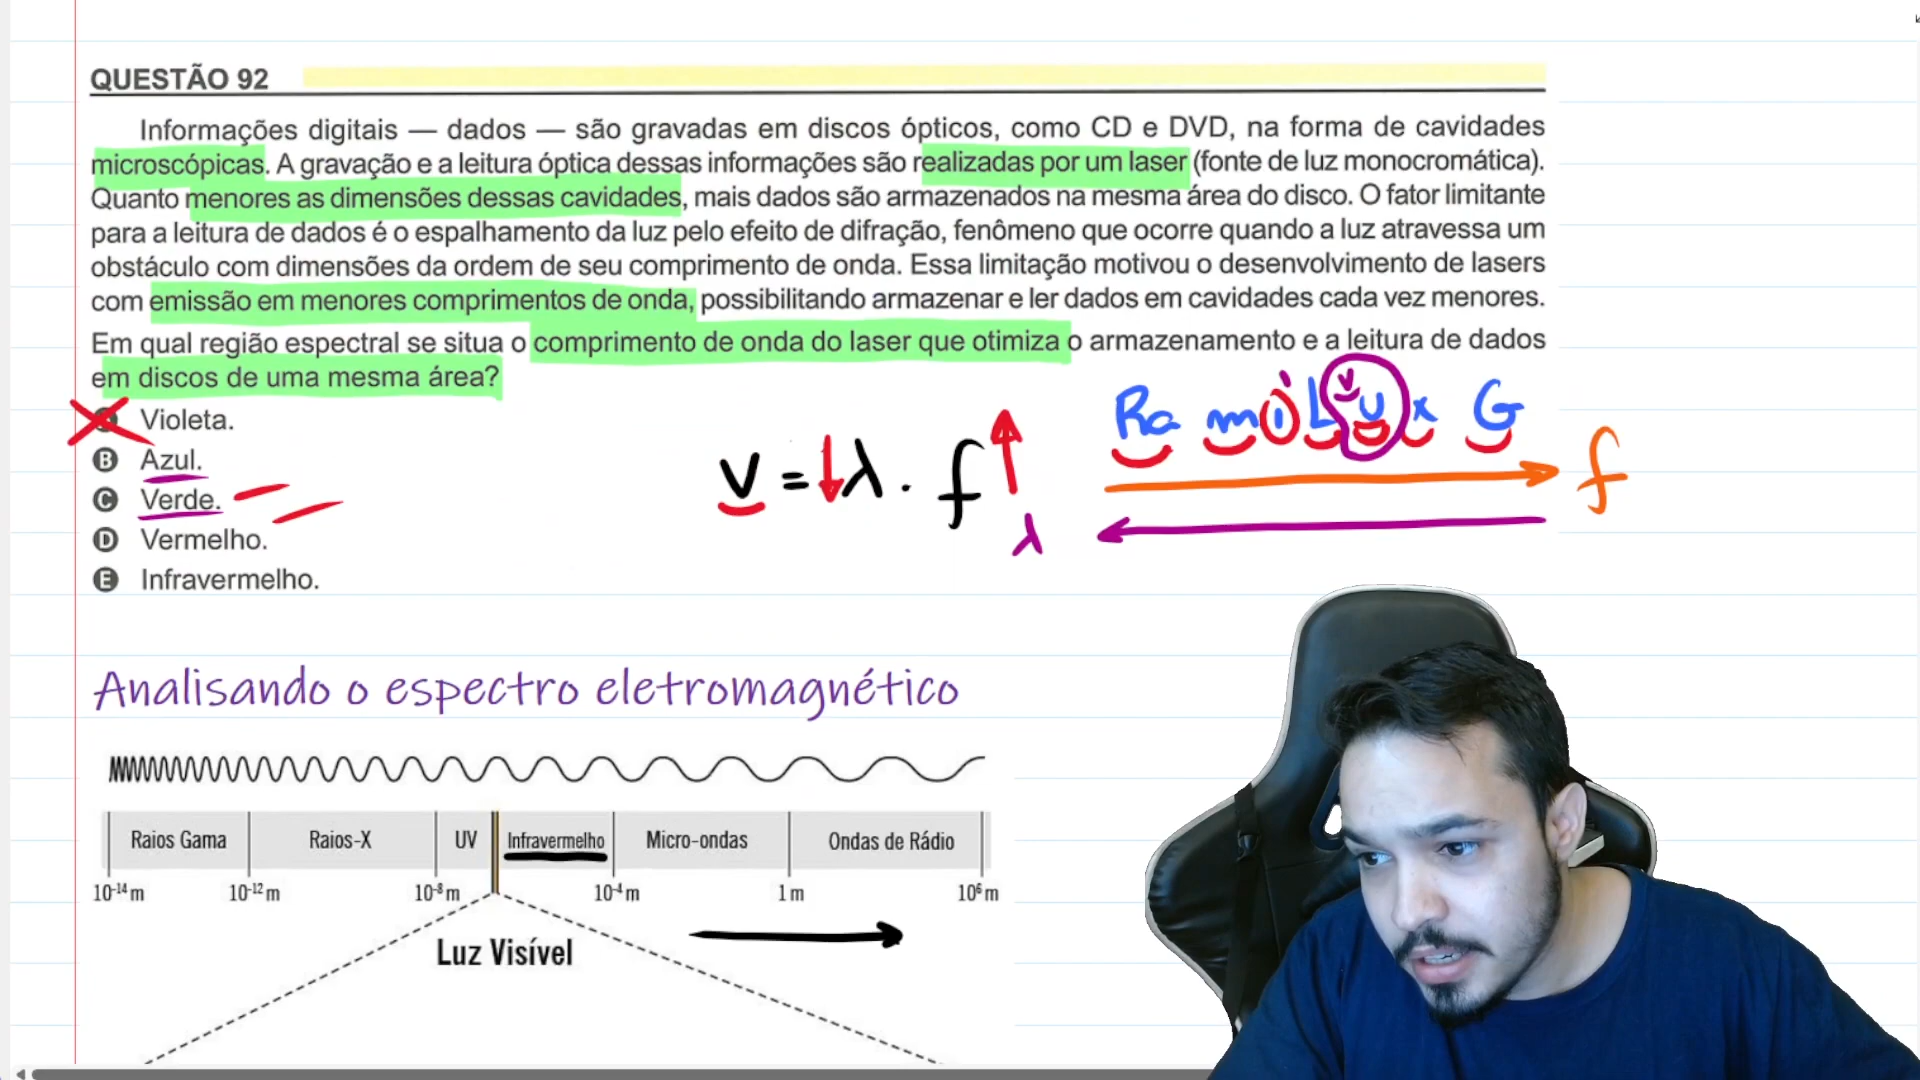 QUESTÃO 92
Informações digitais — dados — são gravadas em discos ópticos, como CD e DVD, na forma de cavidades
microscópicas. A gravação e a leitura óptica dessas informações são realizadas por um laser (fonte de luz monocromática).
Quanto menores as dimensões dessas cavidades, mais dados são armazenados na mesma área do disco. O fator limitante
para a leitura de dados é o espalhamento da luz pelo efeito de difração, fenômeno que ocorre quando a luz atravessa um
obstáculo com dimensões da ordem de seu comprimento de onda. Essa limitação motivou o desenvolvimento de lasers
com emissão em menores comprimentos de onda, possibilitando armazenar e ler dados em cavidades cada vez menores.
Em qual região espectral se situa o comprimento de onda do laser que otimiza o armazenamento e a leitura de dados
em discos de uma mesma área?
Violeta.
B Azul.
C Verde.
D Vermelho.
E Infravermelho.
v = λ . f
Ra m i L v U x G
f
λ
Analisando o espectro eletromagnético
Raios Gama Raios-X UV Infravermelho Micro-ondas Ondas de Rádio
10⁻¹⁴ m 10⁻¹² m 10⁻⁸ m 10⁻⁴ m 1 m 10⁶ m
Luz Visível